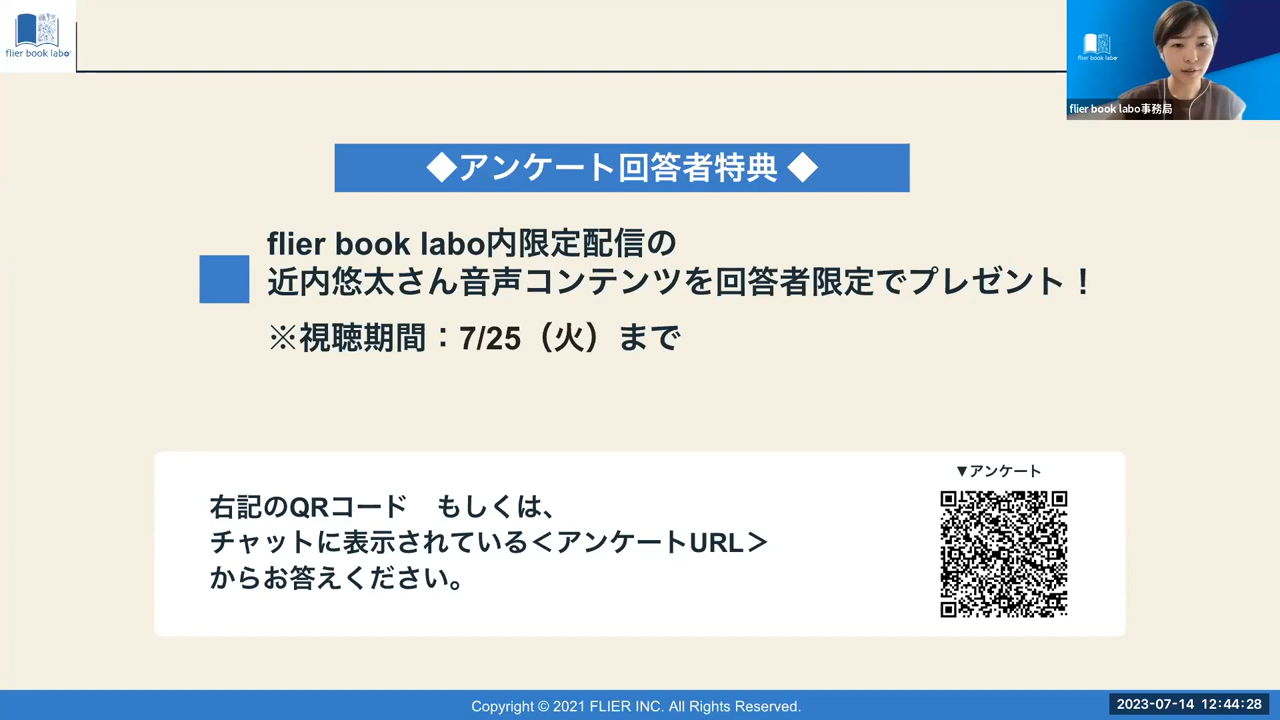 flier book labo
flier book labo
flier book labo事務局
◆アンケート回答者特典 ◆
flier book labo内限定配信の
近内悠太さん音声コンテンツを回答者限定でプレゼント！
※視聴期間：7/25（火）まで
▼アンケート
右記のQRコード　もしくは、
チャットに表示されている＜アンケートURL＞
からお答えください。
Copyright © 2021 FLIER INC. All Rights Reserved.
2023-07-14 12:44:28